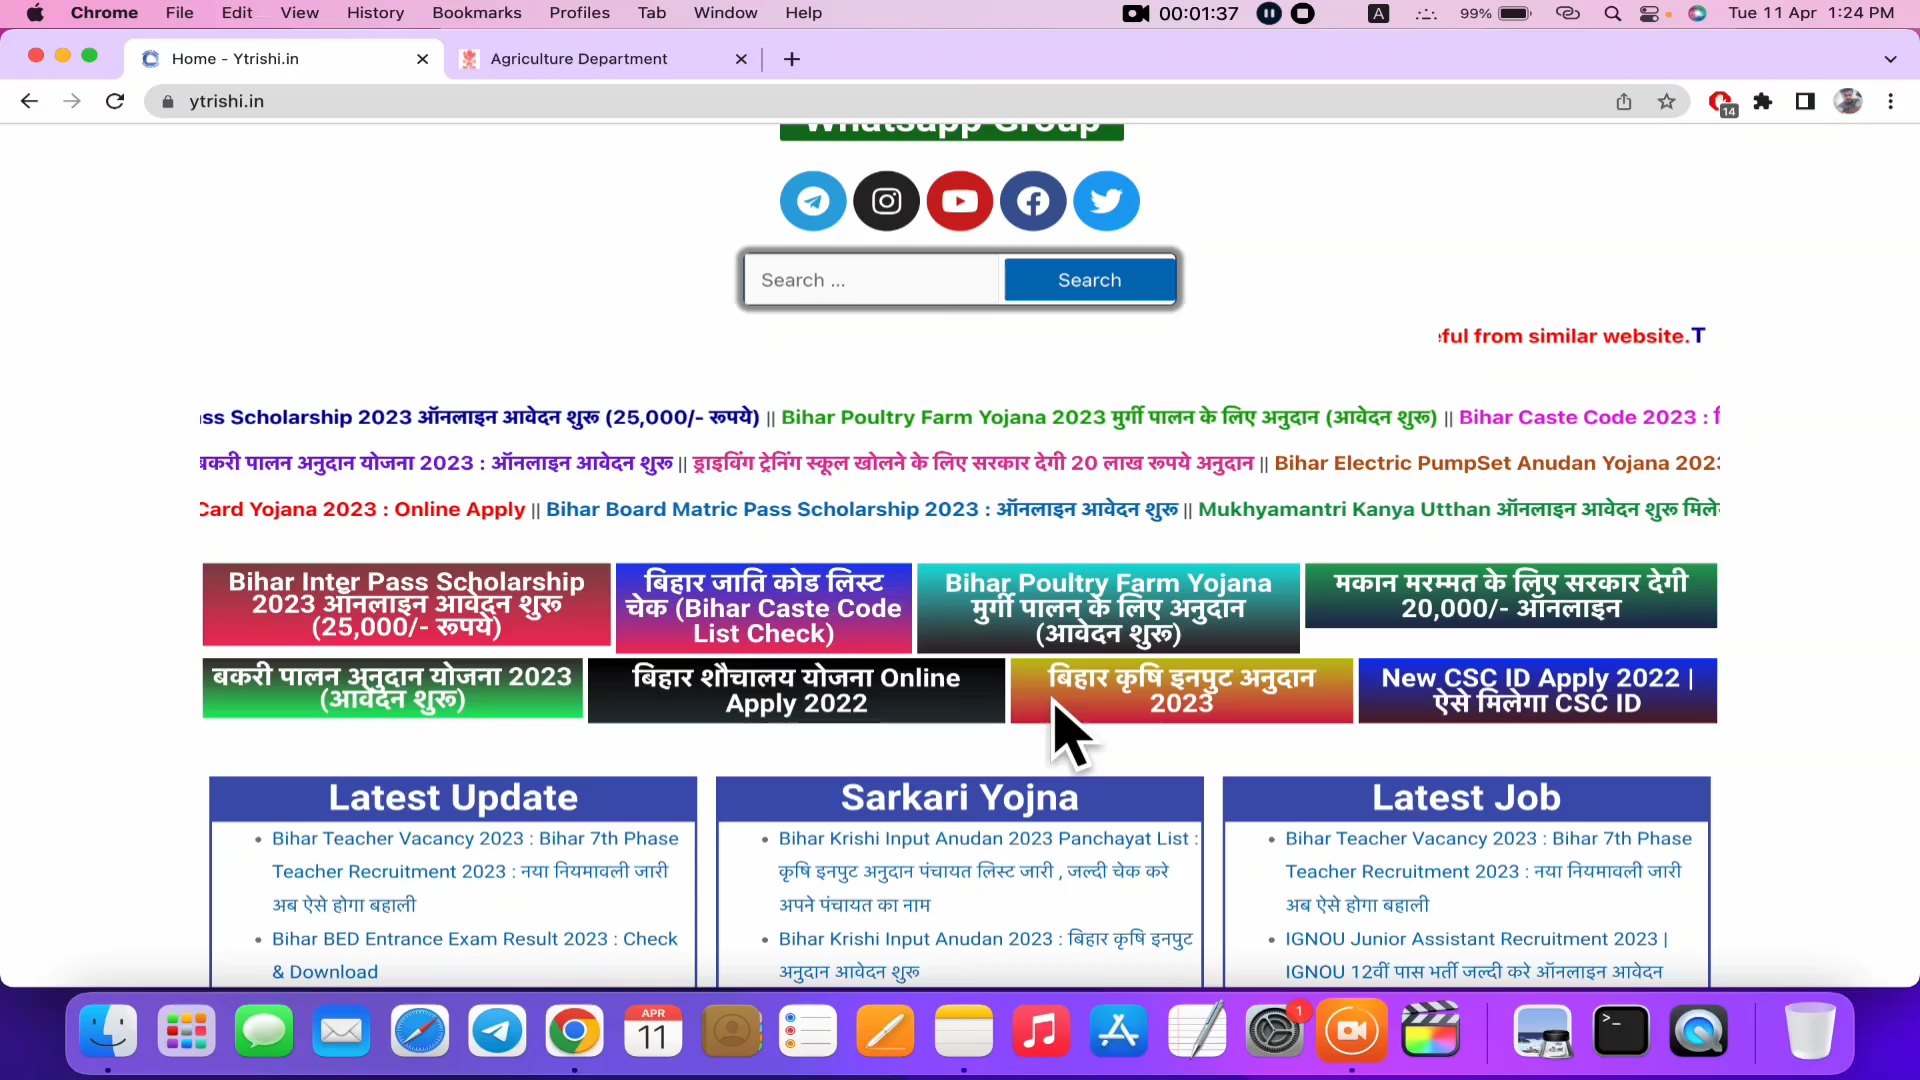 Chrome File Edit View History Bookmarks Profiles Tab Window Help 00:01:37 A 99% Tue 11 Apr 1:24 PM
Home - Ytrishi.in Agriculture Department
ytrishi.in 14
Whatsapp Group
Search ... Search
ful from similar website.T
ass Scholarship 2023 ऑनलाइन आवेदन शुरू (25,000/- रूपये) || Bihar Poultry Farm Yojana 2023 मुर्गी पालन के लिए अनुदान (आवेदन शुरू) || Bihar Caste Code 2023 :
बकरी पालन अनुदान योजना 2023 : ऑनलाइन आवेदन शुरू || ड्राइविंग ट्रेनिंग स्कूल खोलने के लिए सरकार देगी 20 लाख रूपये अनुदान || Bihar Electric PumpSet Anudan Yojana 2023
Card Yojana 2023 : Online Apply || Bihar Board Matric Pass Scholarship 2023 : ऑनलाइन आवेदन शुरू || Mukhyamantri Kanya Utthan ऑनलाइन आवेदन शुरू मिले
Bihar Inter Pass Scholarship
2023 ऑनलाइन आवेदन शुरू
(25,000/- रूपये)
बिहार जाति कोड लिस्ट
चेक (Bihar Caste Code
List Check)
Bihar Poultry Farm Yojana
मुर्गी पालन के लिए अनुदान
(आवेदन शुरू)
मकान मरम्मत के लिए सरकार देगी
20,000/- ऑनलाइन
बकरी पालन अनुदान योजना 2023
(आवेदन शुरू)
बिहार शौचालय योजना Online
Apply 2022
बिहार कृषि इनपुट अनुदान
2023
New CSC ID Apply 2022 |
ऐसे मिलेगा CSC ID
Latest Update
Bihar Teacher Vacancy 2023 : Bihar 7th Phase
Teacher Recruitment 2023 : नया नियमावली जारी
अब ऐसे होगा बहाली
Bihar BED Entrance Exam Result 2023 : Check
& Download
Sarkari Yojna
Bihar Krishi Input Anudan 2023 Panchayat List :
कृषि इनपुट अनुदान पंचायत लिस्ट जारी , जल्दी चेक करे
अपने पंचायत का नाम
Bihar Krishi Input Anudan 2023 : बिहार कृषि इनपुट
अनुदान आवेदन शुरू
Latest Job
Bihar Teacher Vacancy 2023 : Bihar 7th Phase
Teacher Recruitment 2023 : नया नियमावली जारी
अब ऐसे होगा बहाली
IGNOU Junior Assistant Recruitment 2023 |
IGNOU 12वीं पास भर्ती जल्दी करे ऑनलाइन आवेदन
APR
11
1